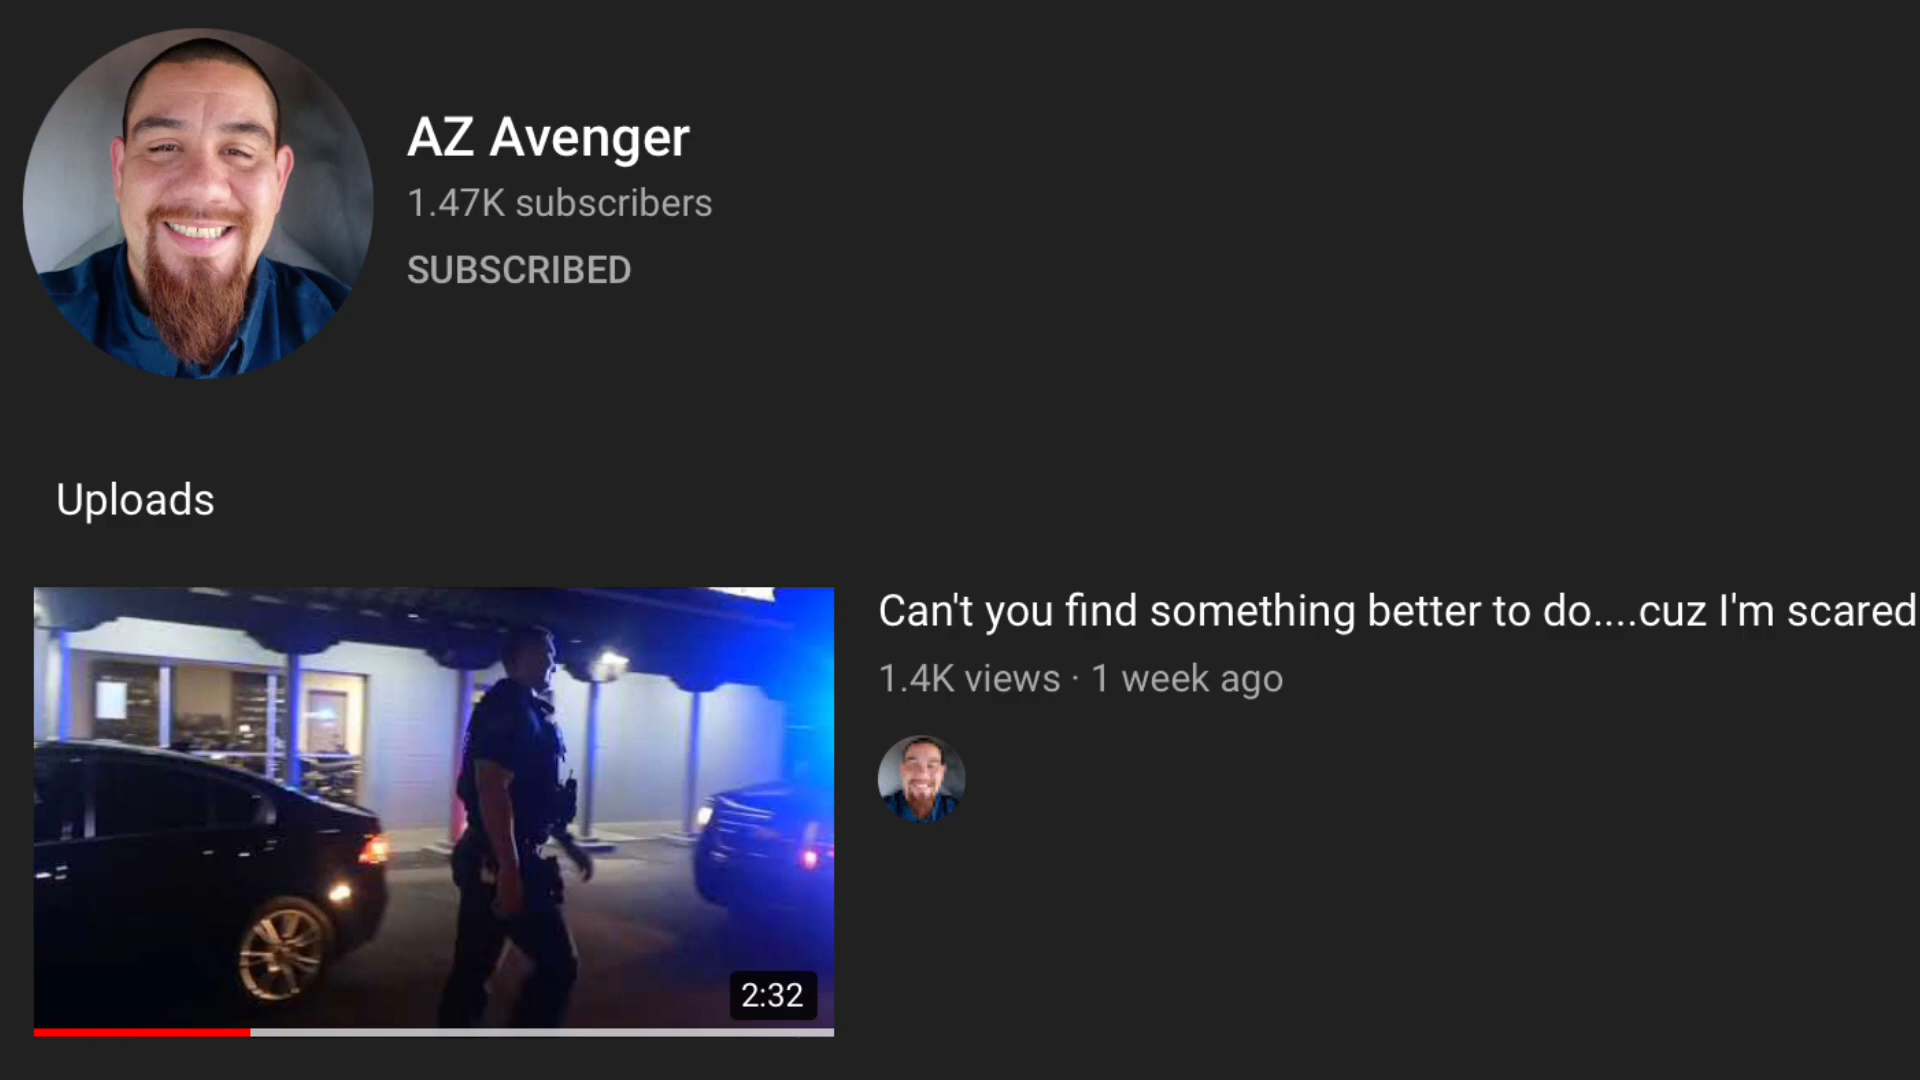 AZ Avenger
1.47K subscribers
SUBSCRIBED
Uploads
Can't you find something better to do....cuz I'm scared
1.4K views · 1 week ago
2:32